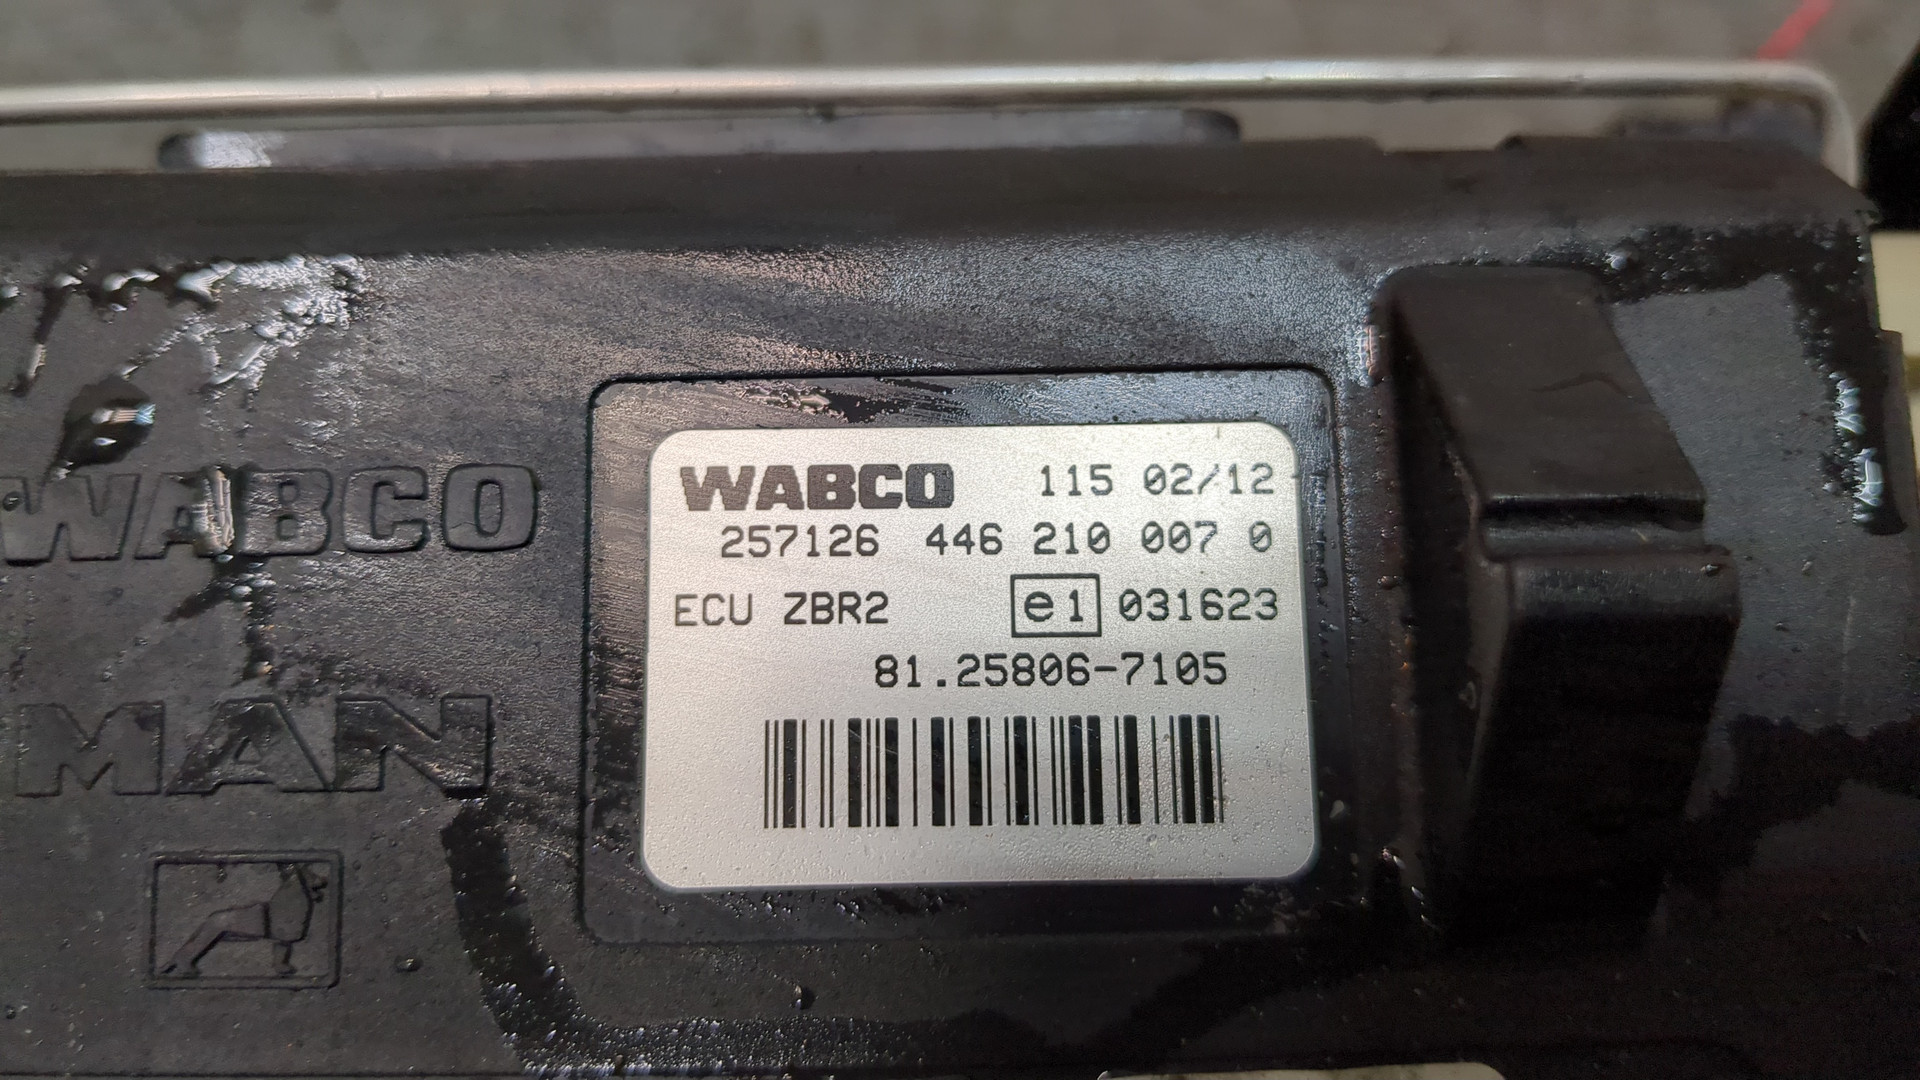 WABCO
MAN
WABCO 115 02/12
257126 446 210 007 0
ECU ZBR2 e1 031623
81.25806-7105